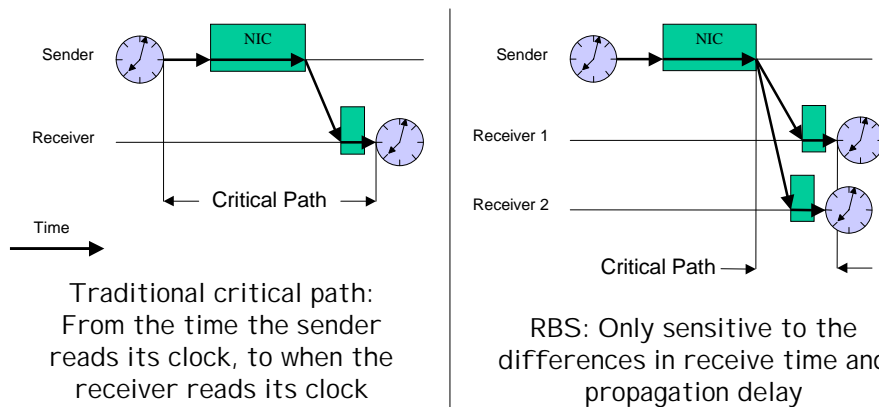 Sender
NIC
Receiver
Critical Path
Time
Traditional critical path:
From the time the sender
reads its clock, to when the
receiver reads its clock
Sender
NIC
Receiver 1
Receiver 2
Critical Path
RBS: Only sensitive to the
differences in receive time and
propagation delay